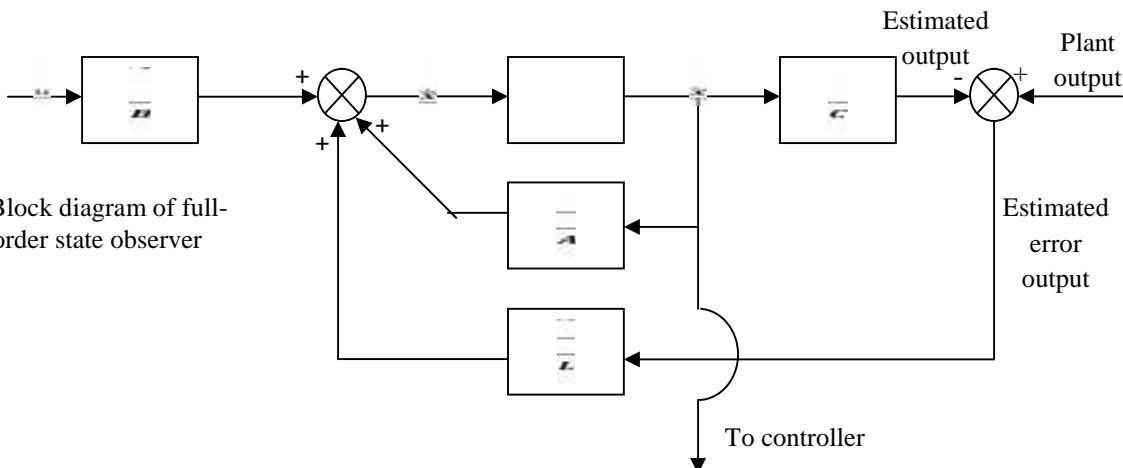 Estimated
output
Plant
output
+
-
+
B
A
+
+
C
Block diagram of full-
order state observer
Estimated
error
output
L
To controller